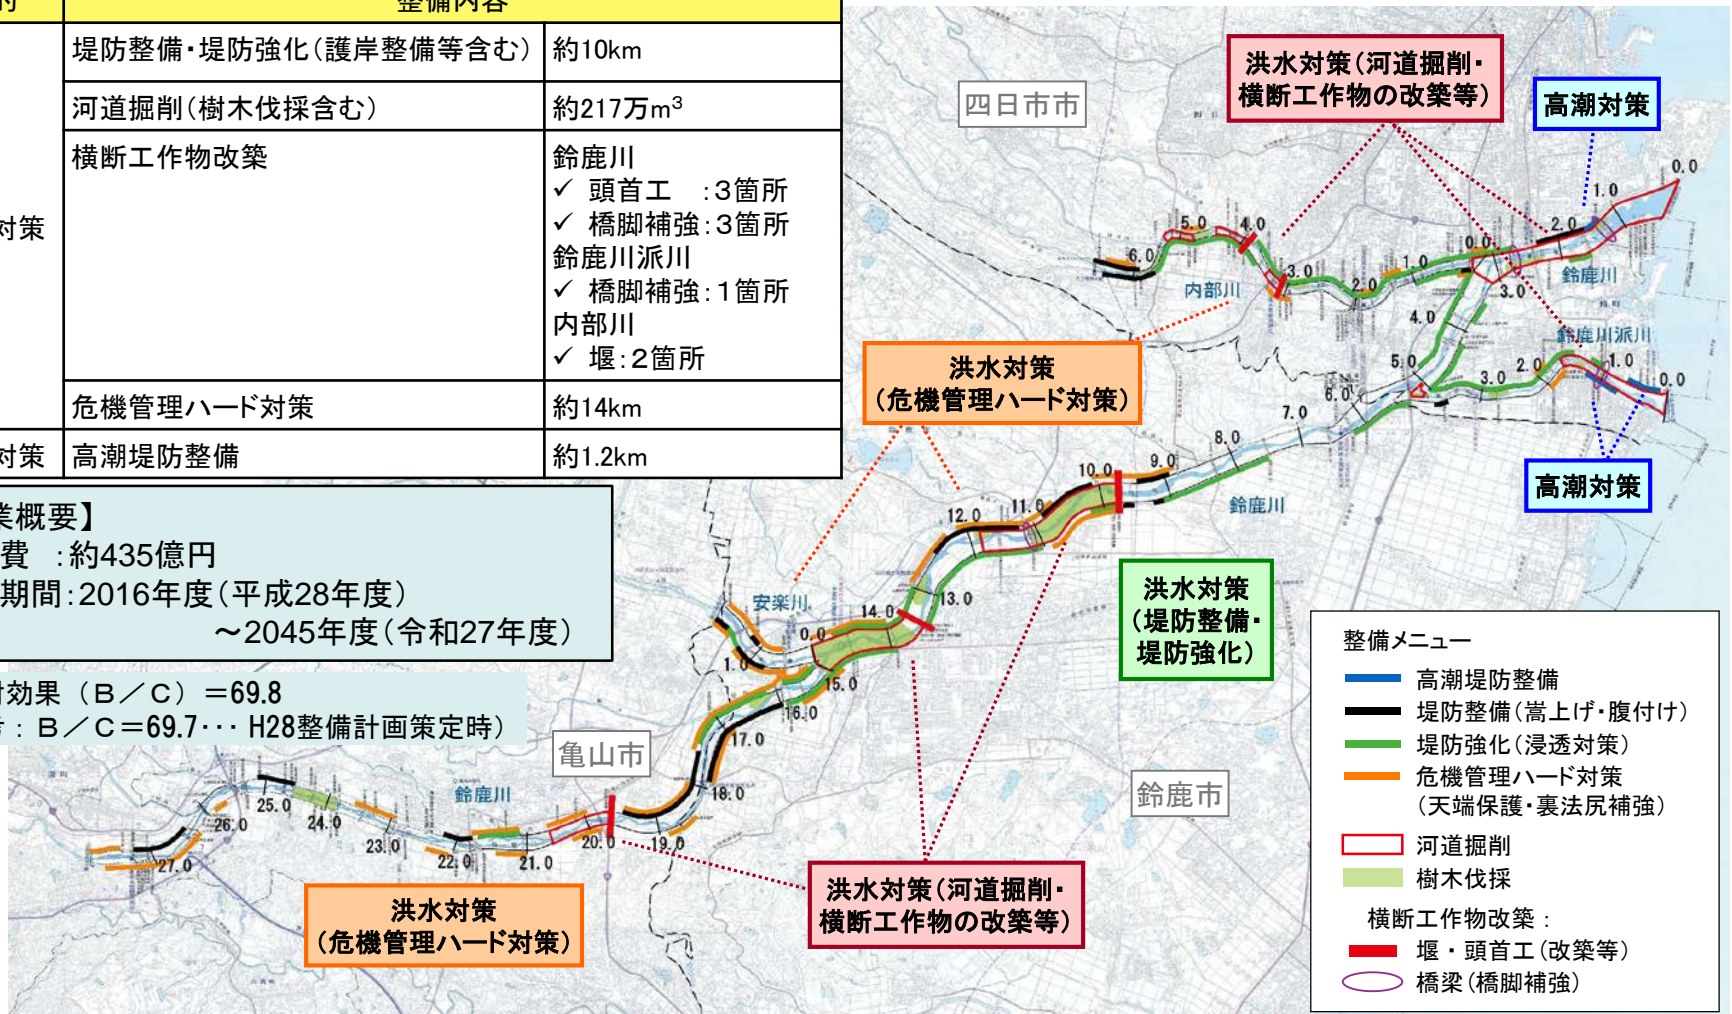 整備内容
堤防整備・堤防強化（護岸整備等含む） 約10km
河道掘削（樹木伐採含む） 約217万m³
横断工作物改築
鈴鹿川
✓ 頭首工 ：3箇所
✓ 橋脚補強：3箇所
鈴鹿川派川
✓ 橋脚補強：1箇所
内部川
✓ 堰：2箇所
対策
危機管理ハード対策 約14km
対策 高潮堤防整備 約1.2km
業概要】
費 ：約435億円
期間：2016年度（平成28年度）
～2045年度（令和27年度）
効果（Ｂ／Ｃ）＝69.8
：Ｂ／Ｃ＝69.7･･･ H28整備計画策定時）
四日市市
洪水対策（河道掘削・
横断工作物の改築等）
高潮対策
0.0
1.0
2.0
鈴鹿川
3.0
4.0
5.0
6.0
7.0
8.0
9.0
10.0
11.0
12.0
13.0
14.0
15.0
16.0
17.0
18.0
19.0
20.0
21.0
22.0
23.0
24.0
25.0
26.0
27.0
内部川
0.0
1.0
2.0
3.0
4.0
5.0
6.0
鈴鹿川派川
0.0
1.0
2.0
3.0
高潮対策
洪水対策
（危機管理ハード対策）
鈴鹿川
安楽川
0.0
1.0
洪水対策
（堤防整備・
堤防強化）
亀山市
鈴鹿市
鈴鹿川
洪水対策
（危機管理ハード対策）
洪水対策（河道掘削・
横断工作物の改築等）
整備メニュー
高潮堤防整備
堤防整備（嵩上げ・腹付け）
堤防強化（浸透対策）
危機管理ハード対策
（天端保護・裏法尻補強）
河道掘削
樹木伐採
横断工作物改築：
堰・頭首工（改築等）
橋梁（橋脚補強）